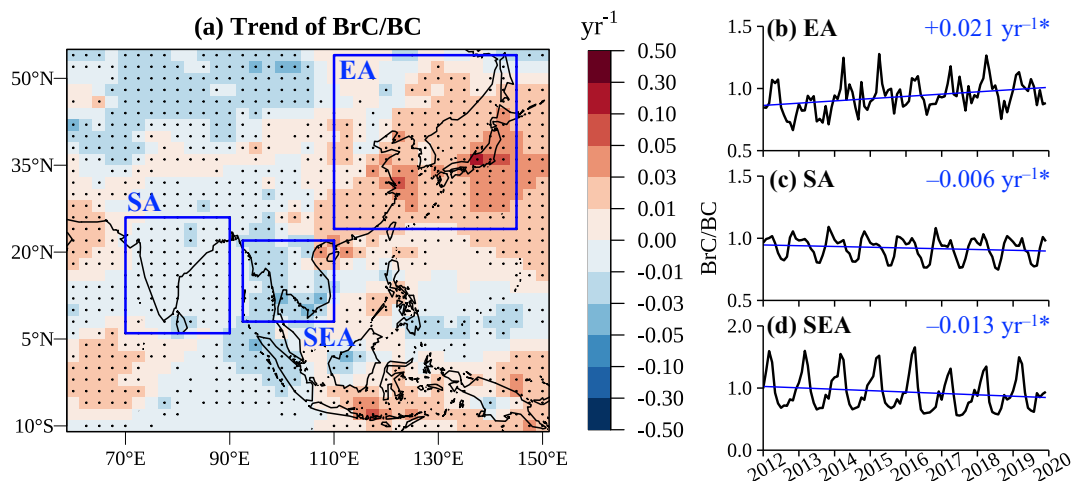 (a) Trend of BrC/BC
yr⁻¹
50°N
35°N
20°N
5°N
10°S
70°E
90°E
110°E
130°E
150°E
EA
SA
SEA
0.50
0.30
0.10
0.05
0.03
0.01
0.00
-0.01
-0.03
-0.05
-0.10
-0.30
-0.50
BrC/BC
(b) EA
+0.021 yr⁻¹*
1.5
1.0
0.5
(c) SA
−0.006 yr⁻¹*
1.5
1.0
0.5
(d) SEA
−0.013 yr⁻¹*
2.0
1.0
0.0
2012
2013
2014
2015
2016
2017
2018
2019
2020